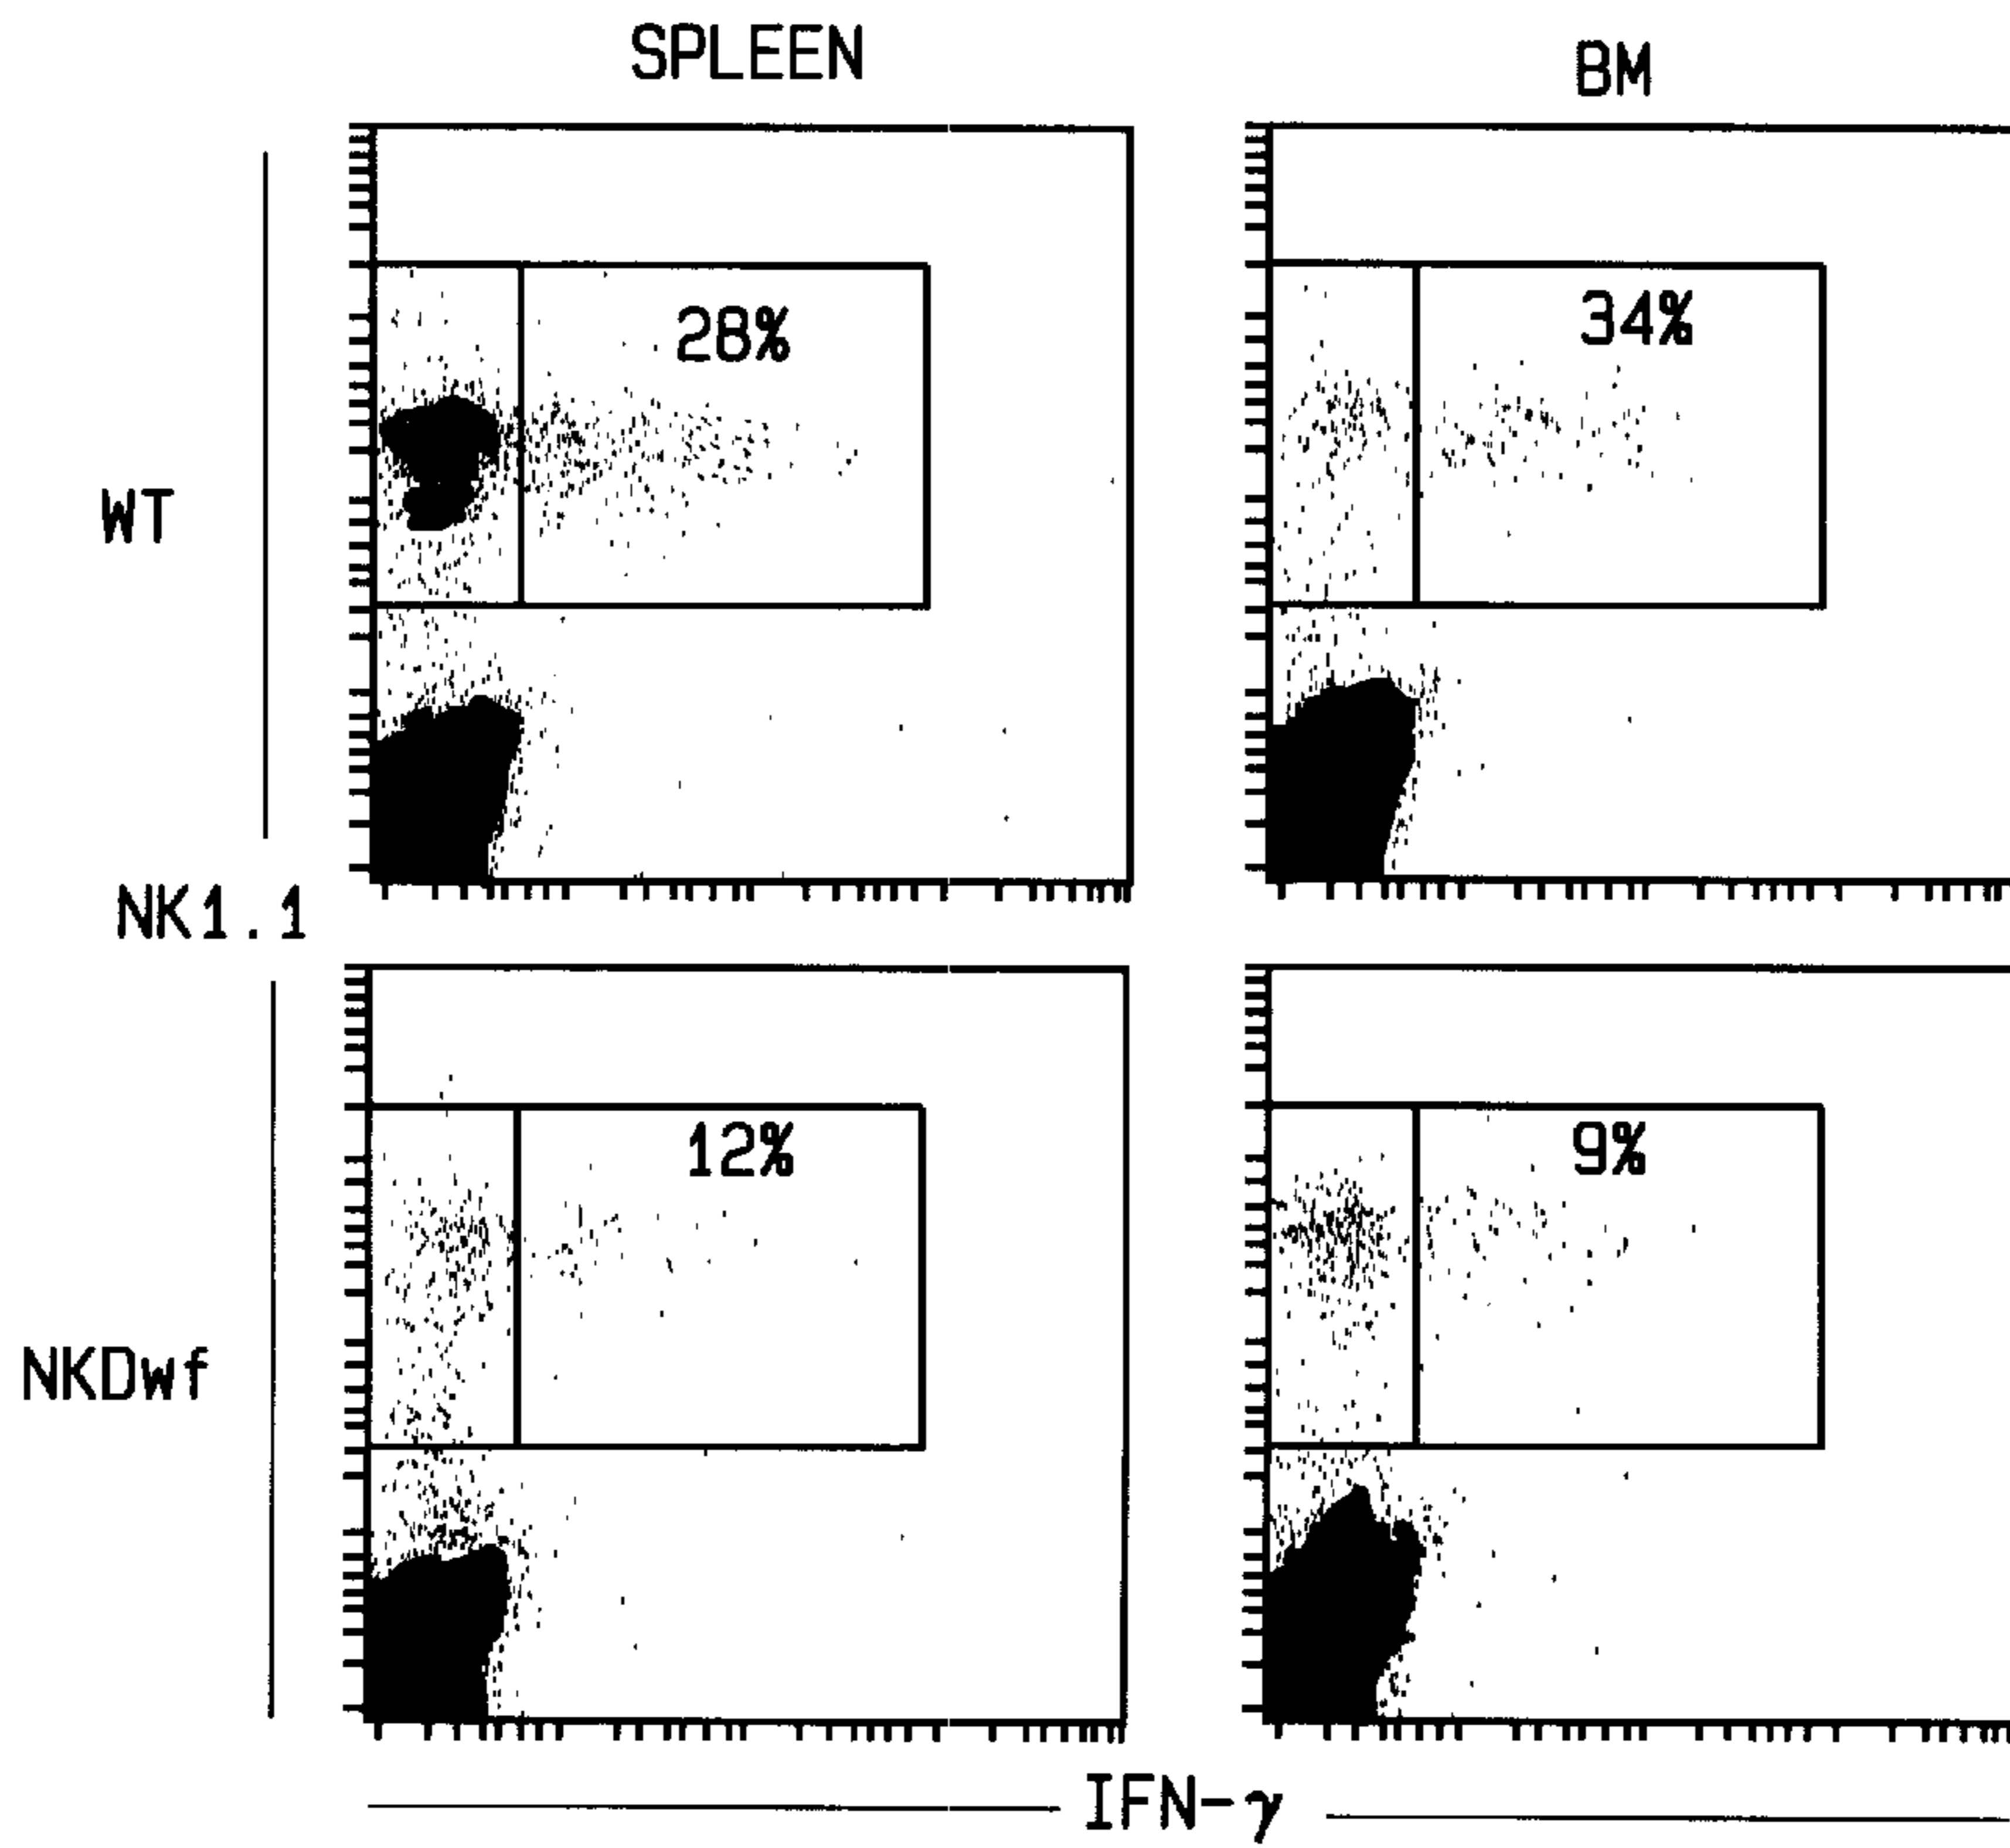 SPLEEN
BM
28%
34%
WT
NK1.1
12%
9%
NKDwf
IFN-γ